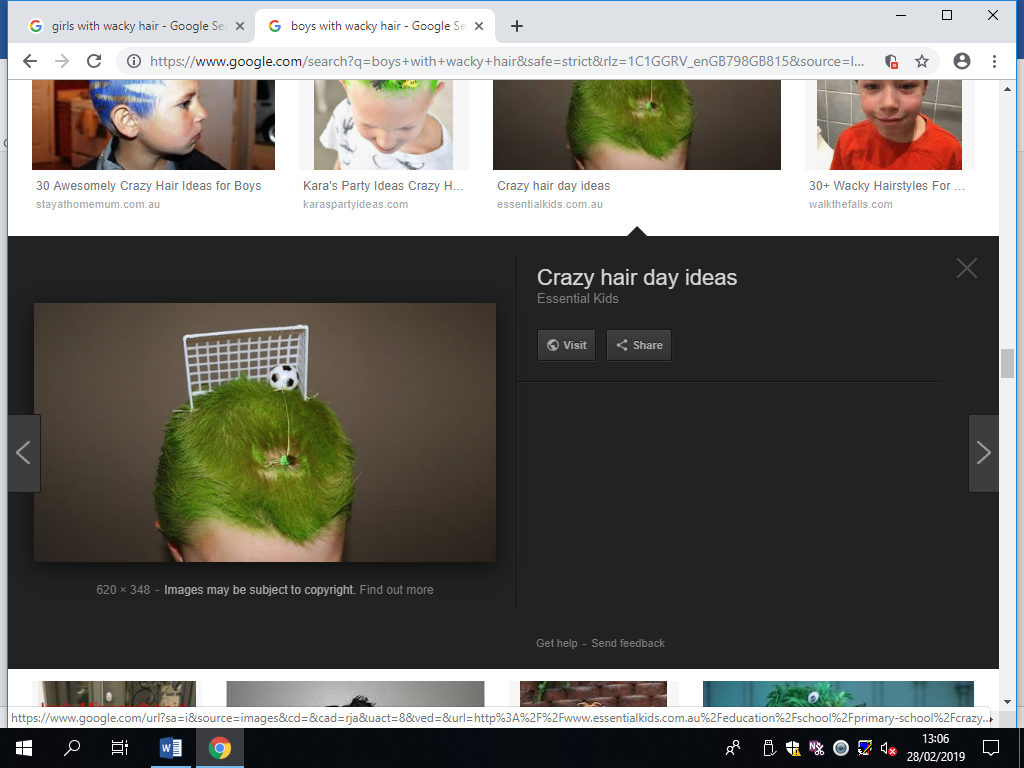 girls with wacky hair - Google Se
boys with wacky hair - Google Se
https://www.google.com/search?q=boys+with+wacky+hair&safe=strict&rlz=1C1GGRV_enGB798GB815&source=l...
30 Awesomely Crazy Hair Ideas for Boys
stayathomemum.com.au
Kara's Party Ideas Crazy H...
karaspartyideas.com
Crazy hair day ideas
essentialkids.com.au
30+ Wacky Hairstyles For ...
walkthefalls.com
Crazy hair day ideas
Essential Kids
Visit
Share
620 × 348 - Images may be subject to copyright. Find out more
Get help - Send feedback
https://www.google.com/url?sa=i&source=images&cd=&cad=rja&uact=8&ved=&url=http%3A%2F%2Fwww.essentialkids.com.au%2Feducation%2Fschool%2Fprimary-school%2Fcrazy...
13:06
28/02/2019